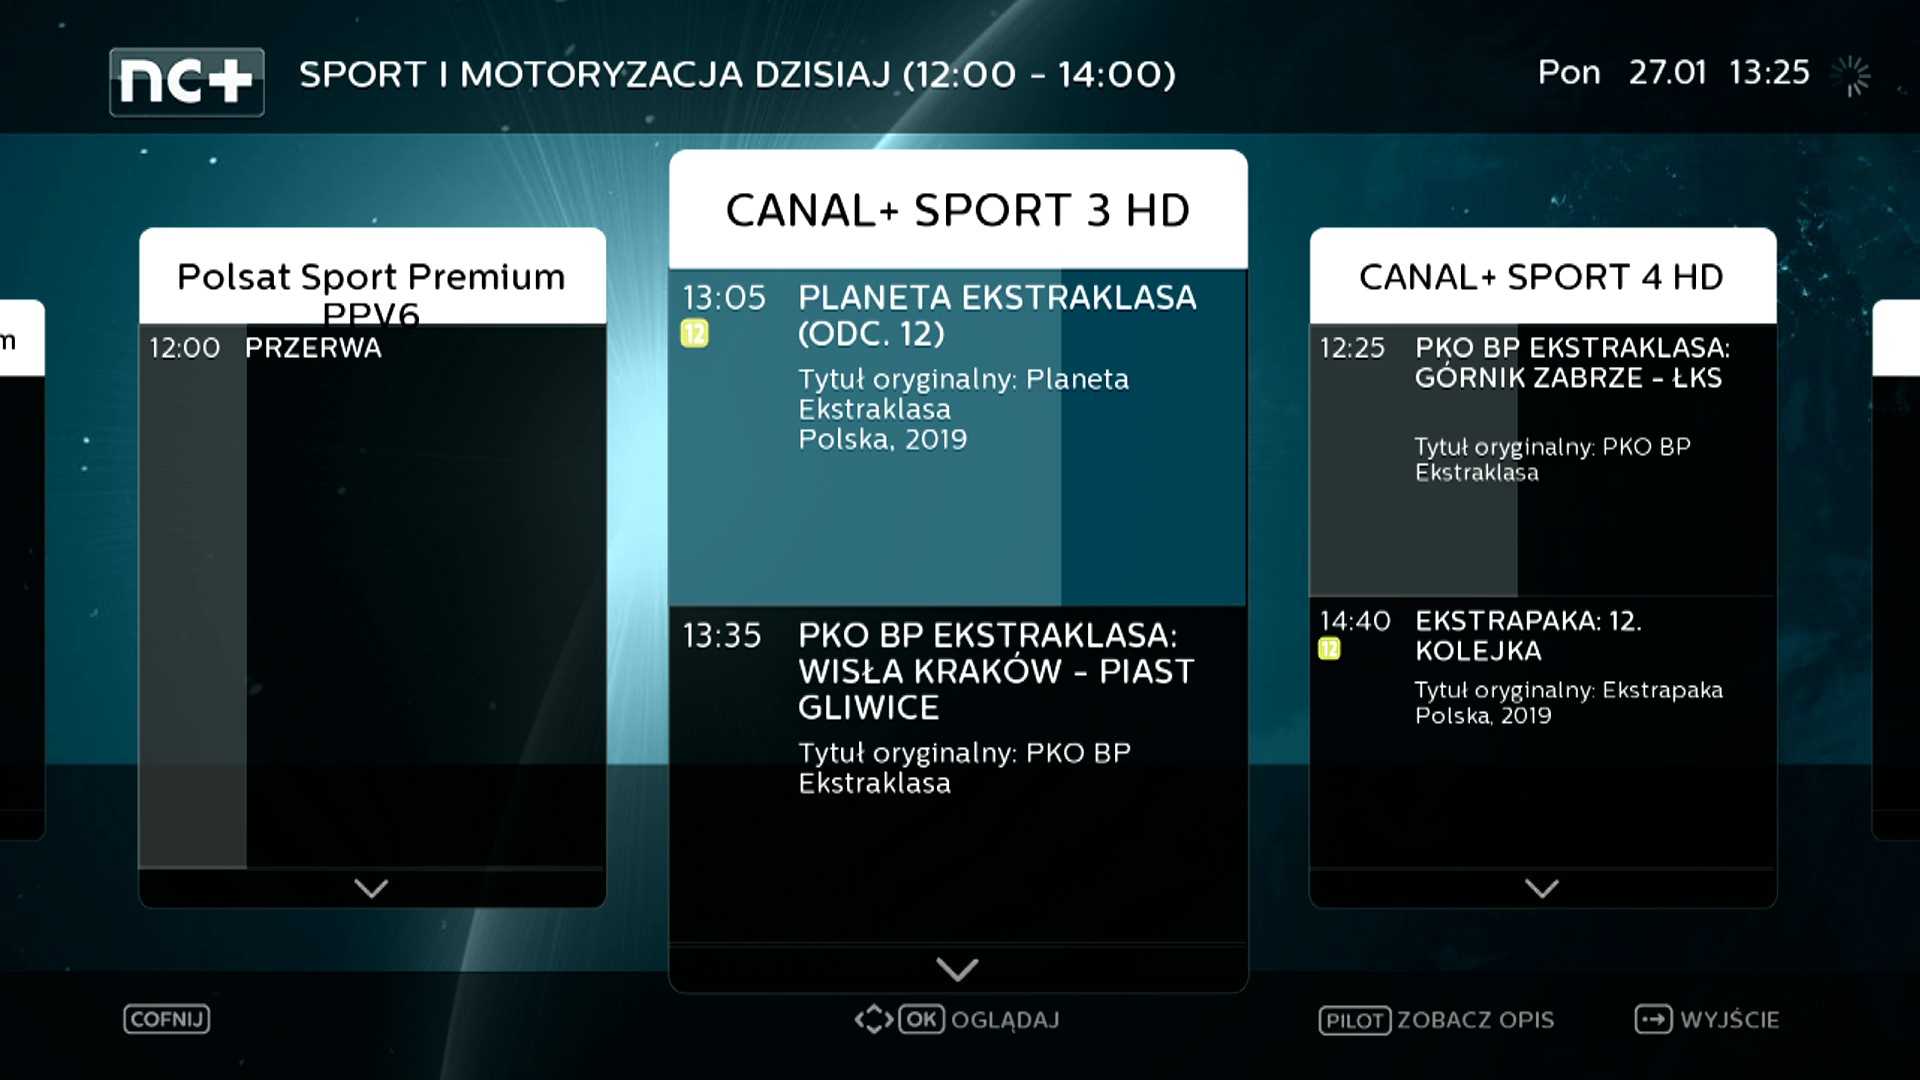 nc+
SPORT I MOTORYZACJA DZISIAJ (12:00 - 14:00)
Pon 27.01 13:25
m
Polsat Sport Premium
PPV6
12:00 PRZERWA
CANAL+ SPORT 3 HD
13:05 PLANETA EKSTRAKLASA
12 (ODC. 12)
Tytuł oryginalny: Planeta
Ekstraklasa
Polska, 2019
13:35 PKO BP EKSTRAKLASA:
WISŁA KRAKÓW - PIAST
GLIWICE
Tytuł oryginalny: PKO BP
Ekstraklasa
CANAL+ SPORT 4 HD
12:25 PKO BP EKSTRAKLASA:
GÓRNIK ZABRZE - ŁKS
Tytuł oryginalny: PKO BP
Ekstraklasa
14:40 EKSTRAPAKA: 12.
12 KOLEJKA
Tytuł oryginalny: Ekstrapaka
Polska, 2019
COFNIJ
OK OGLĄDAJ
PILOT ZOBACZ OPIS
WYJŚCIE